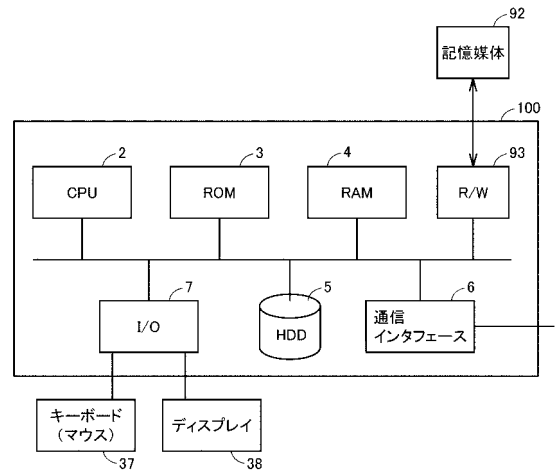 92
記憶媒体
100
2
3
4
93
CPU
ROM
RAM
R/W
7
5
6
I/O
HDD
通信
インタフェース
キーボード
(マウス)
ディスプレイ
37
38